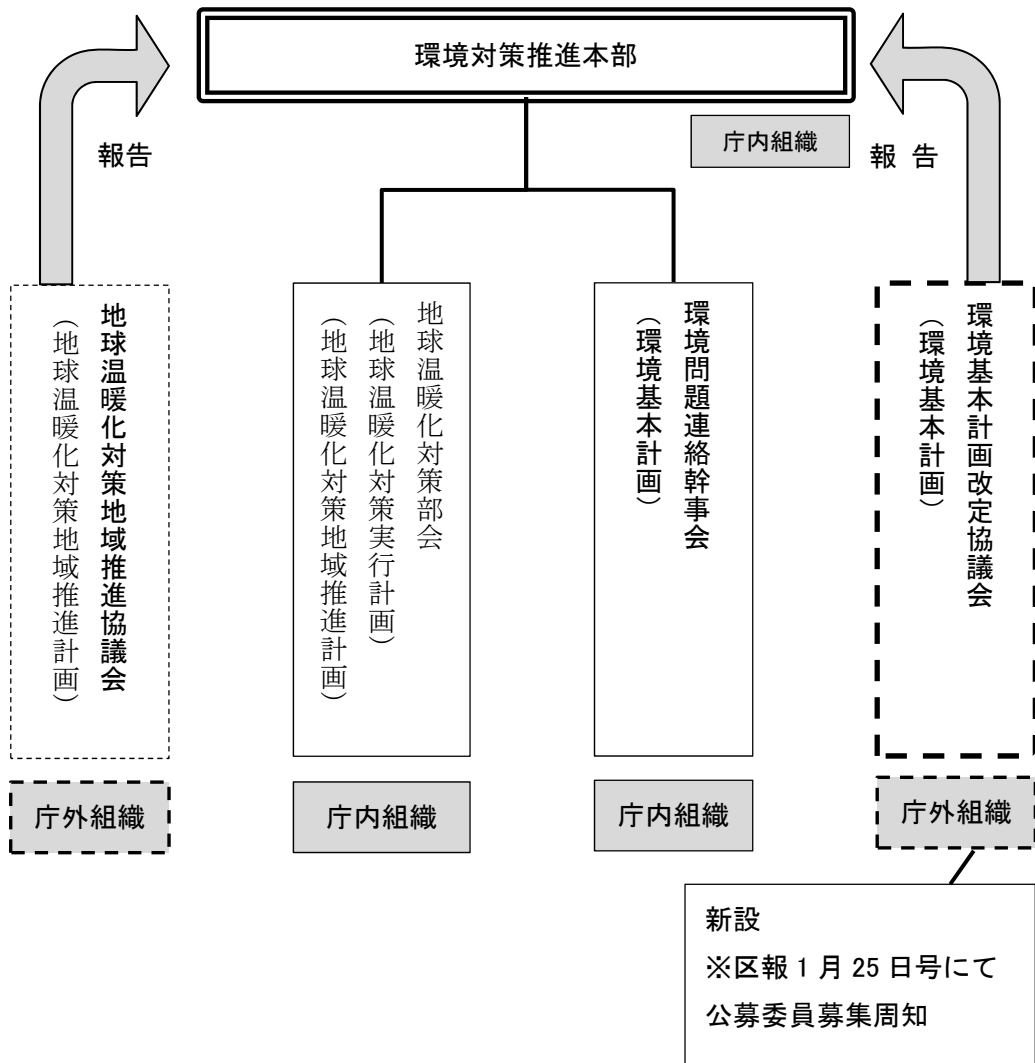 環境対策推進本部
庁内組織
報告
報 告
地球温暖化対策地域推進協議会
（地球温暖化対策地域推進計画）
地球温暖化対策部会
（地球温暖化対策実行計画）
（地球温暖化対策地域推進計画）
環境問題連絡幹事会
（環境基本計画）
環境基本計画改定協議会
（環境基本計画）
庁外組織
庁内組織
庁内組織
庁外組織
新設
※区報 1 月 25 日号にて
公募委員募集周知